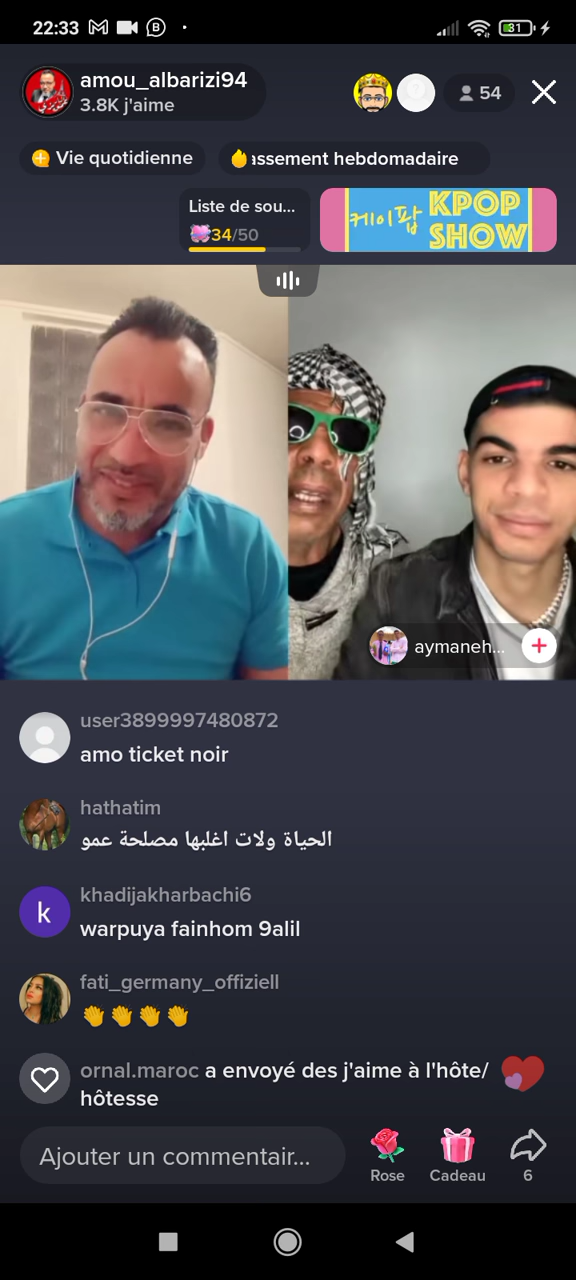 22:33
31
amou_albarizi94
3.8K j'aime
54
Vie quotidienne
assement hebdomadaire
Liste de sou...
34/50
케이팝
KPOP
SHOW
aymaneh...
user3899997480872
amo ticket noir
hathatim
الحياة ولات اغلبها مصلحة عمو
k
khadijakharbachi6
warpuya fainhom 9alil
fati_germany_offiziell
ornal.maroc a envoyé des j'aime à l'hôte/
hôtesse
Ajouter un commentair...
Rose
Cadeau
6